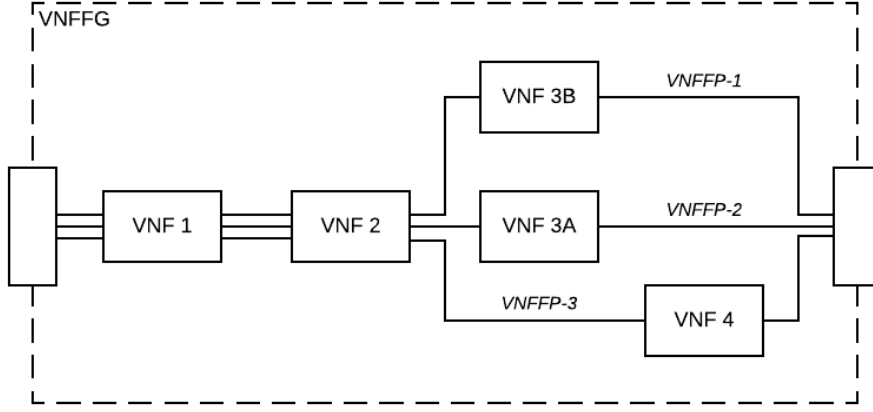 VNFFG
VNF 3B
VNFFP-1
VNF 1
VNF 2
VNF 3A
VNFFP-2
VNFFP-3
VNF 4